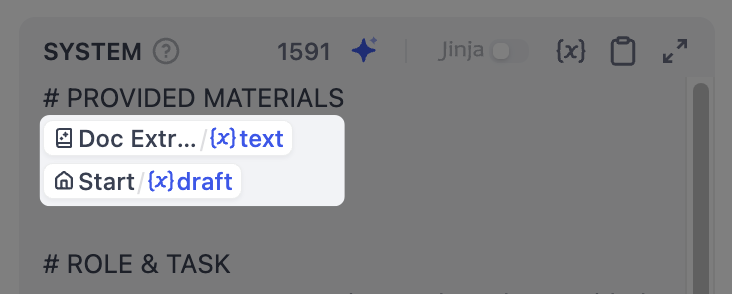 SYSTEM ? 1591 Jinja {x}
# PROVIDED MATERIALS
Doc Extr... / {x} text
Start / {x} draft
# ROLE & TASK